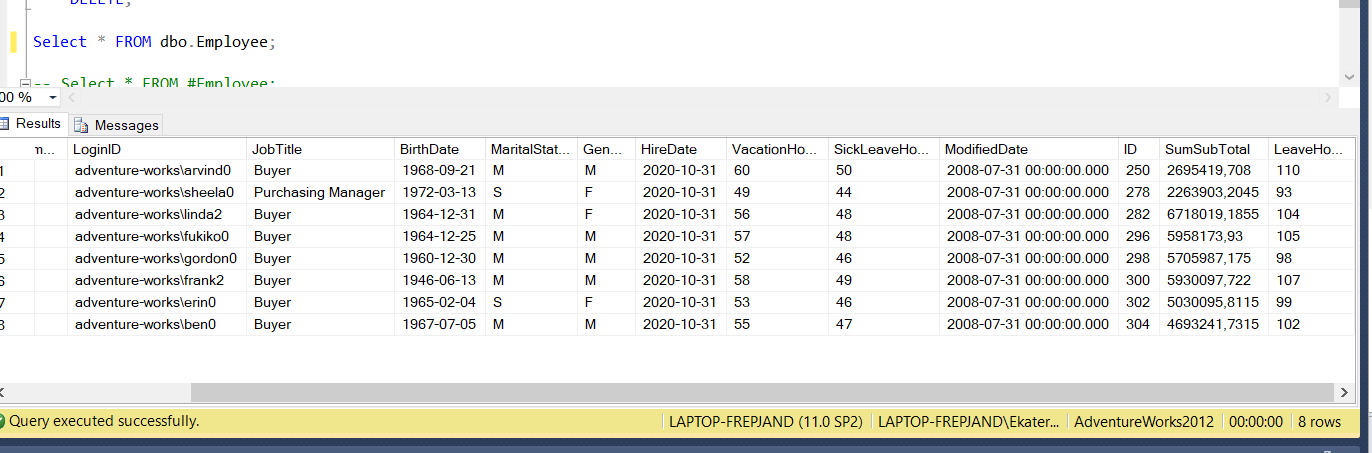 DELETE;
Select * FROM dbo.Employee;
-- Select * FROM #Employee;
00 %
Results Messages
m... LoginID JobTitle BirthDate MaritalStat... Gen... HireDate VacationHo... SickLeaveHo... ModifiedDate ID SumSubTotal LeaveHo...
1 adventure-works\arvind0 Buyer 1968-09-21 M M 2020-10-31 60 50 2008-07-31 00:00:00.000 250 2695419,708 110
2 adventure-works\sheela0 Purchasing Manager 1972-03-13 S F 2020-10-31 49 44 2008-07-31 00:00:00.000 278 2263903,2045 93
3 adventure-works\linda2 Buyer 1964-12-31 M F 2020-10-31 56 48 2008-07-31 00:00:00.000 282 6718019,1855 104
4 adventure-works\fukiko0 Buyer 1964-12-25 M M 2020-10-31 57 48 2008-07-31 00:00:00.000 296 5958173,93 105
5 adventure-works\gordon0 Buyer 1960-12-30 M M 2020-10-31 52 46 2008-07-31 00:00:00.000 298 5705987,175 98
6 adventure-works\frank2 Buyer 1946-06-13 M M 2020-10-31 58 49 2008-07-31 00:00:00.000 300 5930097,722 107
7 adventure-works\erin0 Buyer 1965-02-04 S F 2020-10-31 53 46 2008-07-31 00:00:00.000 302 5030095,8115 99
8 adventure-works\ben0 Buyer 1967-07-05 M M 2020-10-31 55 47 2008-07-31 00:00:00.000 304 4693241,7315 102
Query executed successfully. LAPTOP-FREPJAND (11.0 SP2) LAPTOP-FREPJAND\Ekater... AdventureWorks2012 00:00:00 8 rows